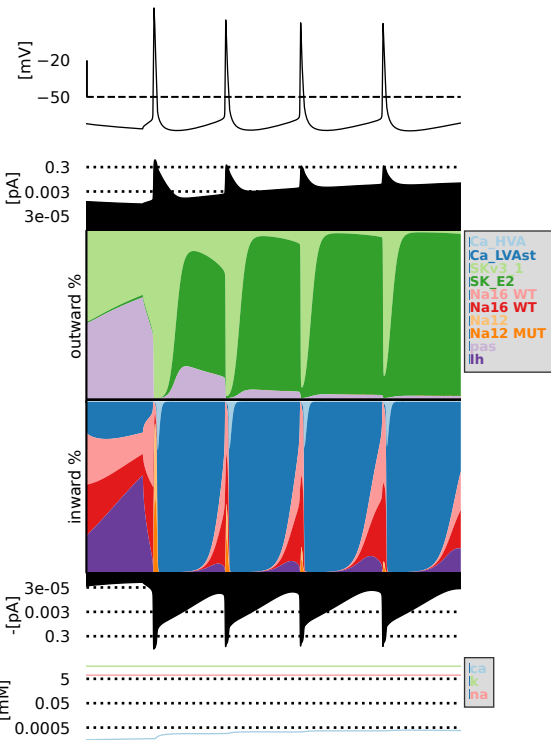 [mV]
−20
−50
[pA]
0.3
0.003
3e-05
outward %
Ca_HVA
Ca_LVAst
SKv3_1
SK_E2
Na16 WT
Na16 WT
Na12
Na12 MUT
pas
Ih
inward %
-[pA]
3e-05
0.003
0.3
[mM]
5
0.05
0.0005
ca
k
na